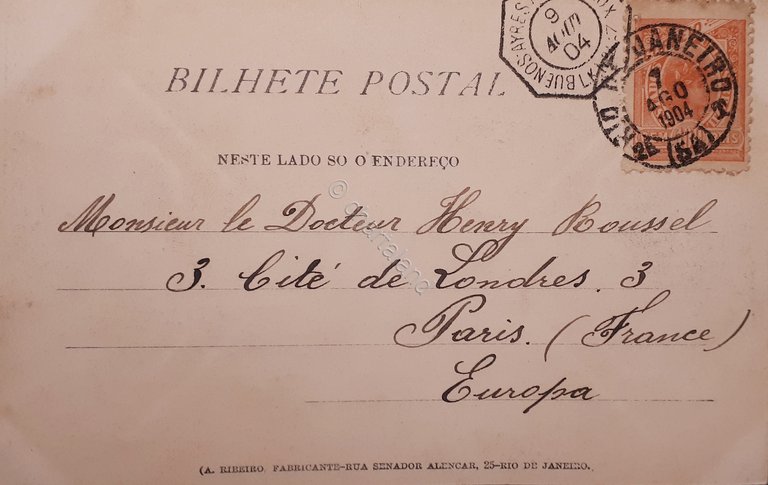 BILHETE POSTAL
BUENOS AYRES
9
AOUT
04
RIO DE JANEIRO
AGO
1904
NESTE LADO SO O ENDEREÇO
Monsieur le Docteur Henry Roussel
3. Cité de Londres. 3
Paris. (France)
Europa
(A. RIBEIRO, FABRICANTE-RUA SENADOR ALENCAR, 25-RIO DE JANEIRO.